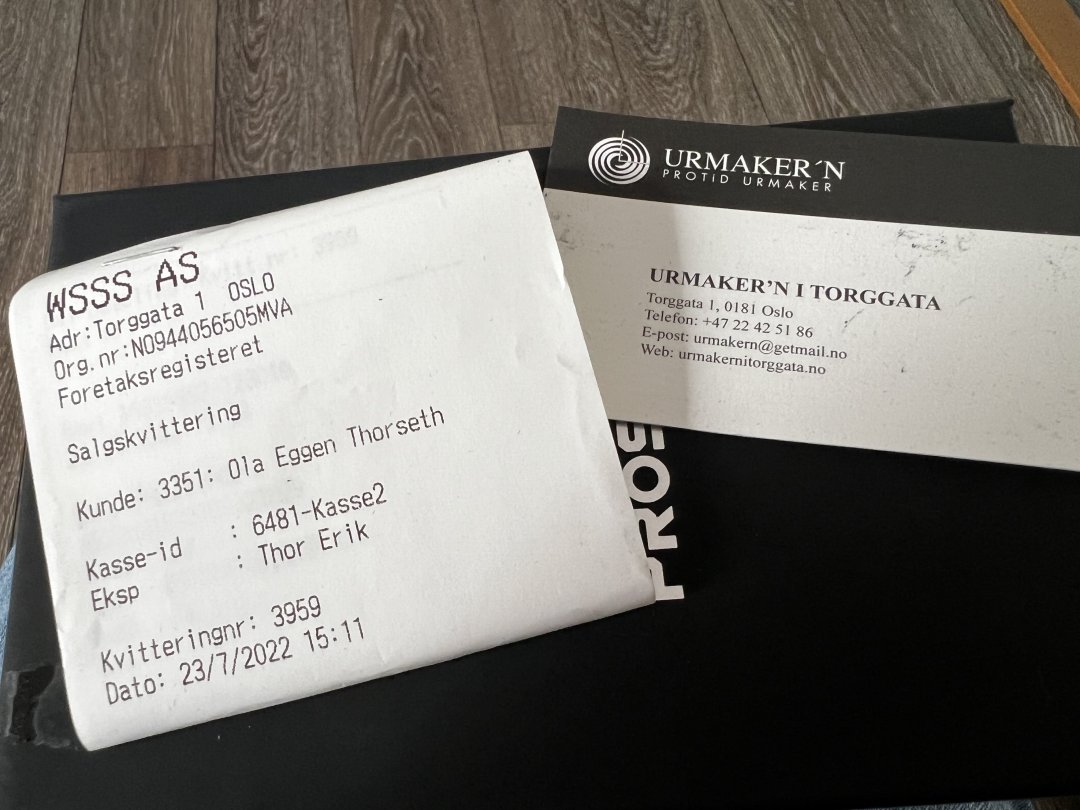 WSSS AS
Adr:Torggata 1 OSLO
Org.nr:NO944056505MVA
Foretaksregisteret
Salgskvittering
Kunde: 3351: Ola Eggen Thorseth
Kasse-id : 6481-Kasse2
Eksp : Thor Erik
Kvitteringnr: 3959
Dato: 23/7/2022 15:11
URMAKER´N
PROTID URMAKER
URMAKER'N I TORGGATA
Torggata 1, 0181 Oslo
Telefon: +47 22 42 51 86
E-post: urmakern@getmail.no
Web: urmakernitorggata.no
PROS